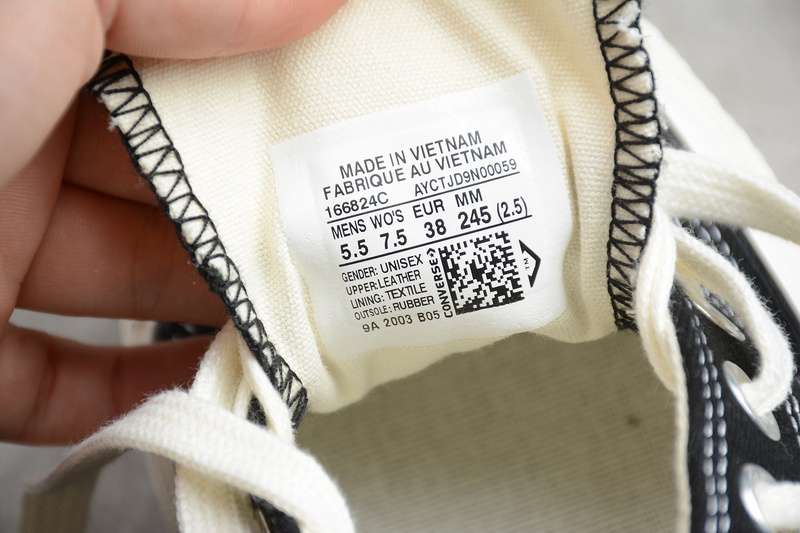 MADE IN VIETNAM
FABRIQUE AU VIETNAM
166824C AYCTJD9N00059
MENS WO'S EUR MM
5.5 7.5 38 245 (2.5)
GENDER: UNISEX
UPPER: LEATHER
LINING: TEXTILE
OUTSOLE: RUBBER
9A 2003 B05
CONVERSE
TM